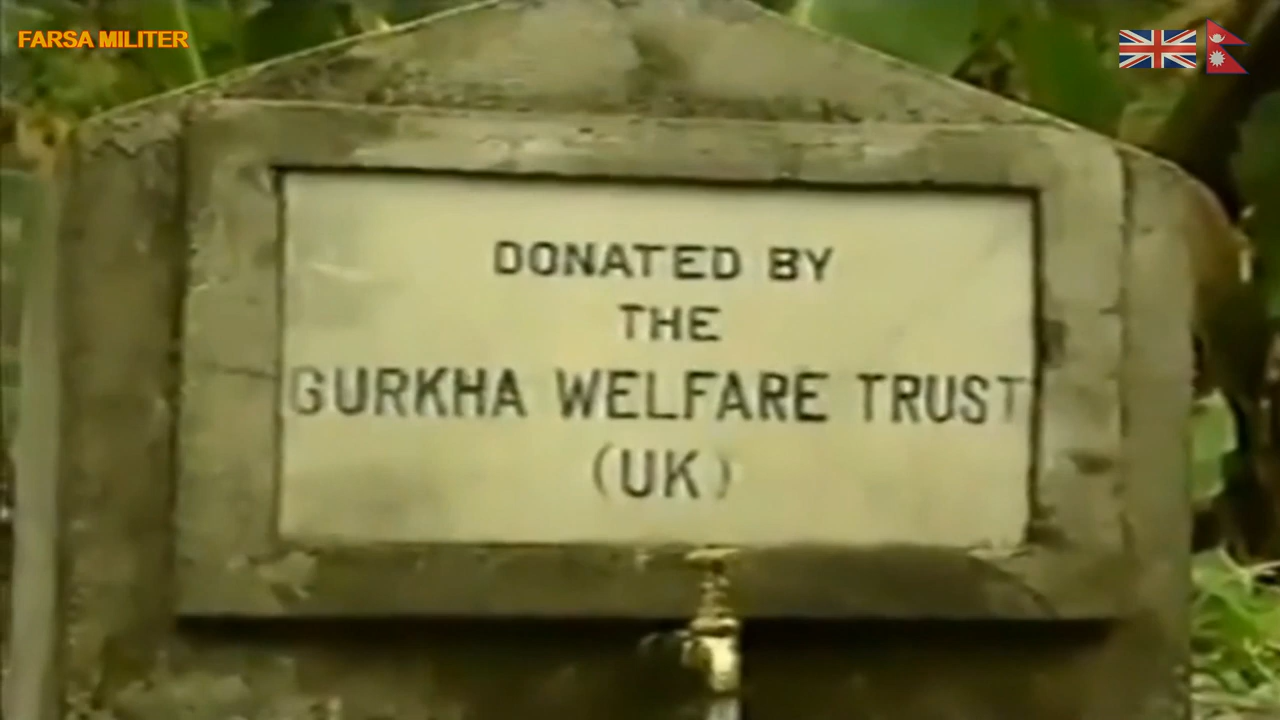 FARSA MILITER
DONATED BY
THE
GURKHA WELFARE TRUST
(UK)